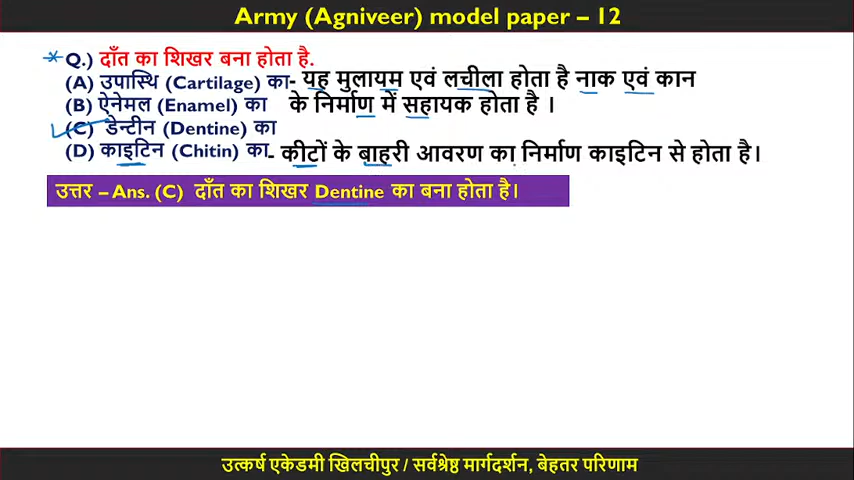 Army (Agniveer) model paper – 12
Q.) दाँत का शिखर बना होता है.
(A) उपास्थि (Cartilage) का- यह मुलायम एवं लचीला होता है नाक एवं कान
(B) ऐनेमल (Enamel) का के निर्माण में सहायक होता है ।
(C) डेन्टीन (Dentine) का
(D) काइटिन (Chitin) का- कीटों के बाहरी आवरण का निर्माण काइटिन से होता है।
उत्तर – Ans. (C) दाँत का शिखर Dentine का बना होता है।
उत्कर्ष एकेडमी खिलचीपुर / सर्वश्रेष्ठ मार्गदर्शन, बेहतर परिणाम